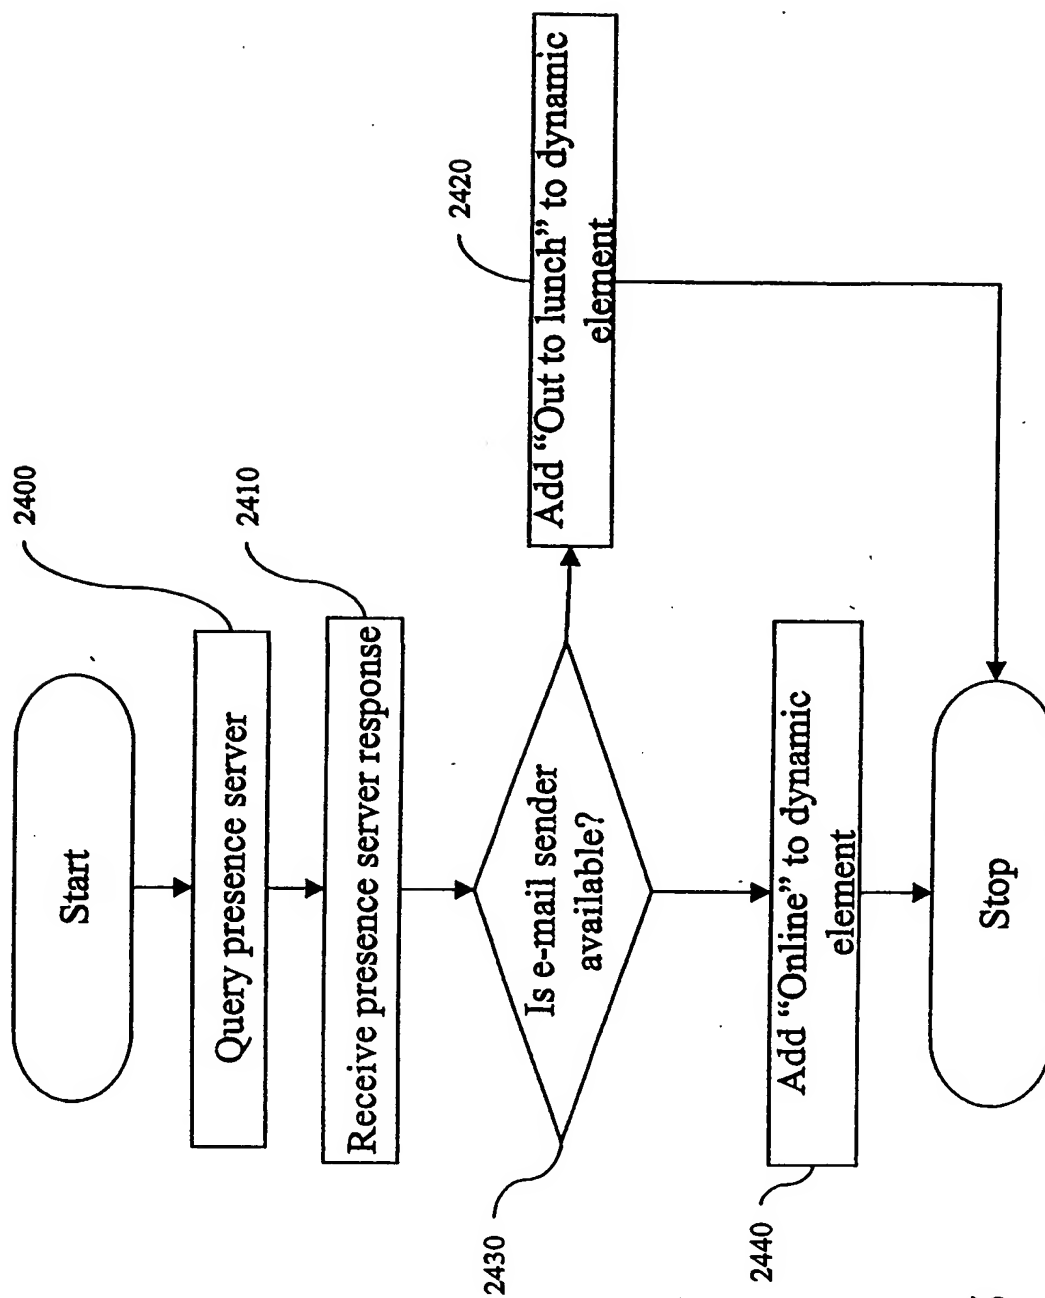 Start
2400
Query presence server
2410
Receive presence server response
2430
Is e-mail sender
available?
2420
Add “Out to lunch” to dynamic
element
2440
Add “Online” to dynamic
element
Stop